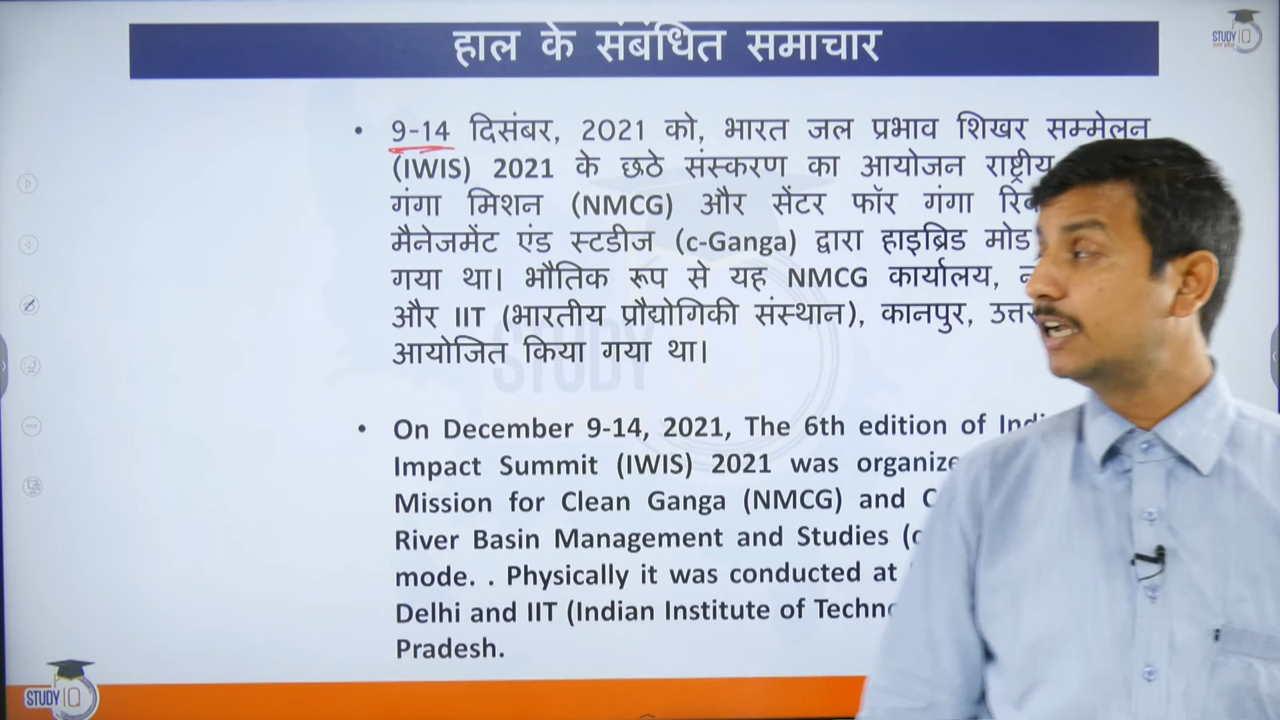 हाल के संबंधित समाचार
STUDY IQ
• 9-14 दिसंबर, 2021 को, भारत जल प्रभाव शिखर सम्मेलन
(IWIS) 2021 के छठे संस्करण का आयोजन राष्ट्रीय
गंगा मिशन (NMCG) और सेंटर फॉर गंगा
मैनेजमेंट एंड स्टडीज (c-Ganga) द्वारा हाइब्रिड मोड
गया था। भौतिक रूप से यह NMCG कार्यालय,
और IIT (भारतीय प्रौद्योगिकी संस्थान), कानपुर,
आयोजित किया गया था।
STUDY IQ
• On December 9-14, 2021, The 6th edition of
Impact Summit (IWIS) 2021 was
Mission for Clean Ganga (NMCG) and
River Basin Management and Studies
mode. . Physically it was conducted at
Delhi and IIT (Indian Institute of
Pradesh.
STUDY IQ